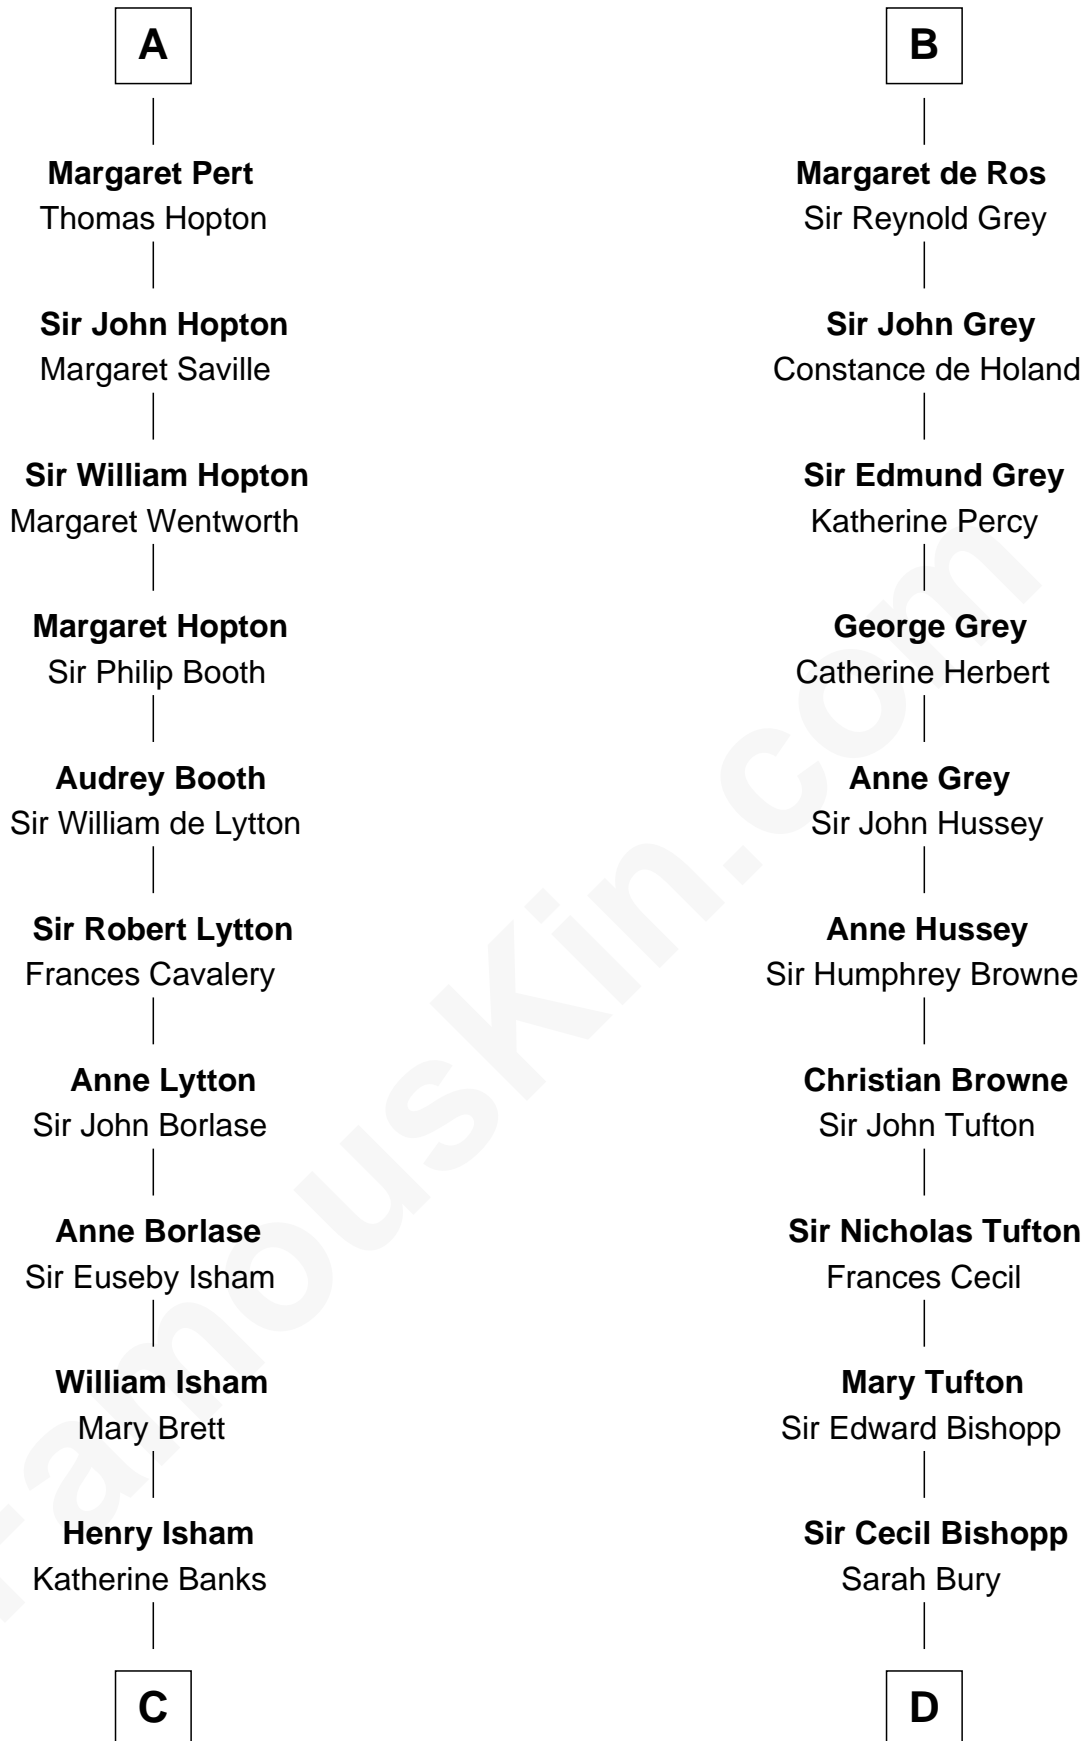 A
Margaret Pert
Thomas Hopton
Sir John Hopton
Margaret Saville
Sir William Hopton
Margaret Wentworth
Margaret Hopton
Sir Philip Booth
Audrey Booth
Sir William de Lytton
Sir Robert Lytton
Frances Cavalery
Anne Lytton
Sir John Borlase
Anne Borlase
Sir Euseby Isham
William Isham
Mary Brett
Henry Isham
Katherine Banks
C
B
Margaret de Ros
Sir Reynold Grey
Sir John Grey
Constance de Holand
Sir Edmund Grey
Katherine Percy
George Grey
Catherine Herbert
Anne Grey
Sir John Hussey
Anne Hussey
Sir Humphrey Browne
Christian Browne
Sir John Tufton
Sir Nicholas Tufton
Frances Cecil
Mary Tufton
Sir Edward Bishopp
Sir Cecil Bishopp
Sarah Bury
D
FamousKin.com